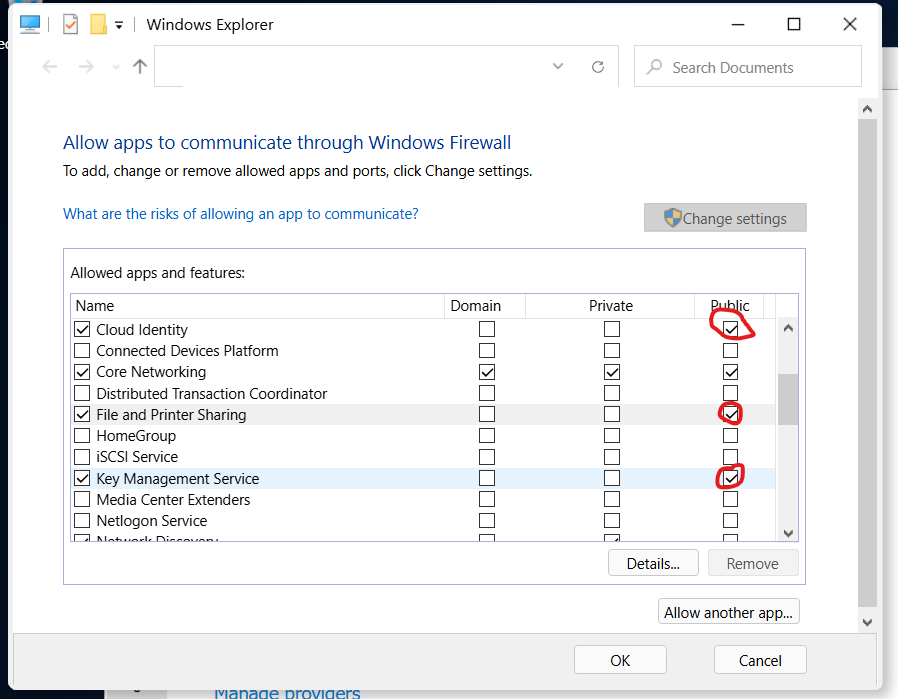 Windows Explorer
Search Documents
Allow apps to communicate through Windows Firewall
To add, change or remove allowed apps and ports, click Change settings.
What are the risks of allowing an app to communicate?
Change settings
Allowed apps and features:
Name Domain Private Public
Cloud Identity
Connected Devices Platform
Core Networking
Distributed Transaction Coordinator
File and Printer Sharing
HomeGroup
iSCSI Service
Key Management Service
Media Center Extenders
Netlogon Service
Network Discovery
Details... Remove
Allow another app...
OK Cancel
Manage providers